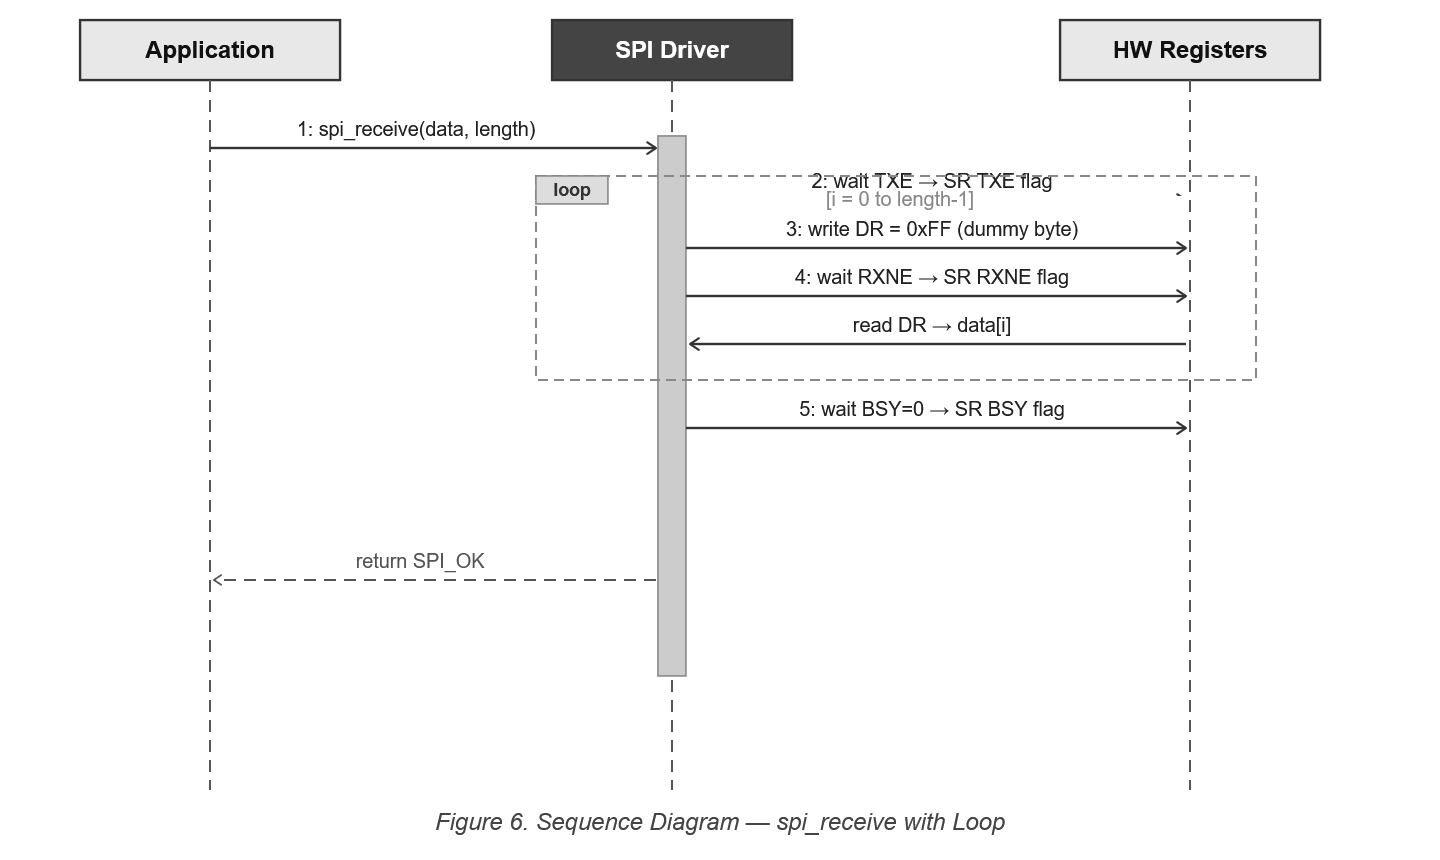 Application
SPI Driver
HW Registers
1: spi_receive(data, length)
loop
2: wait TXE → SR TXE flag
[i = 0 to length-1]
3: write DR = 0xFF (dummy byte)
4: wait RXNE → SR RXNE flag
read DR → data[i]
5: wait BSY=0 → SR BSY flag
return SPI_OK
Figure 6. Sequence Diagram — spi_receive with Loop